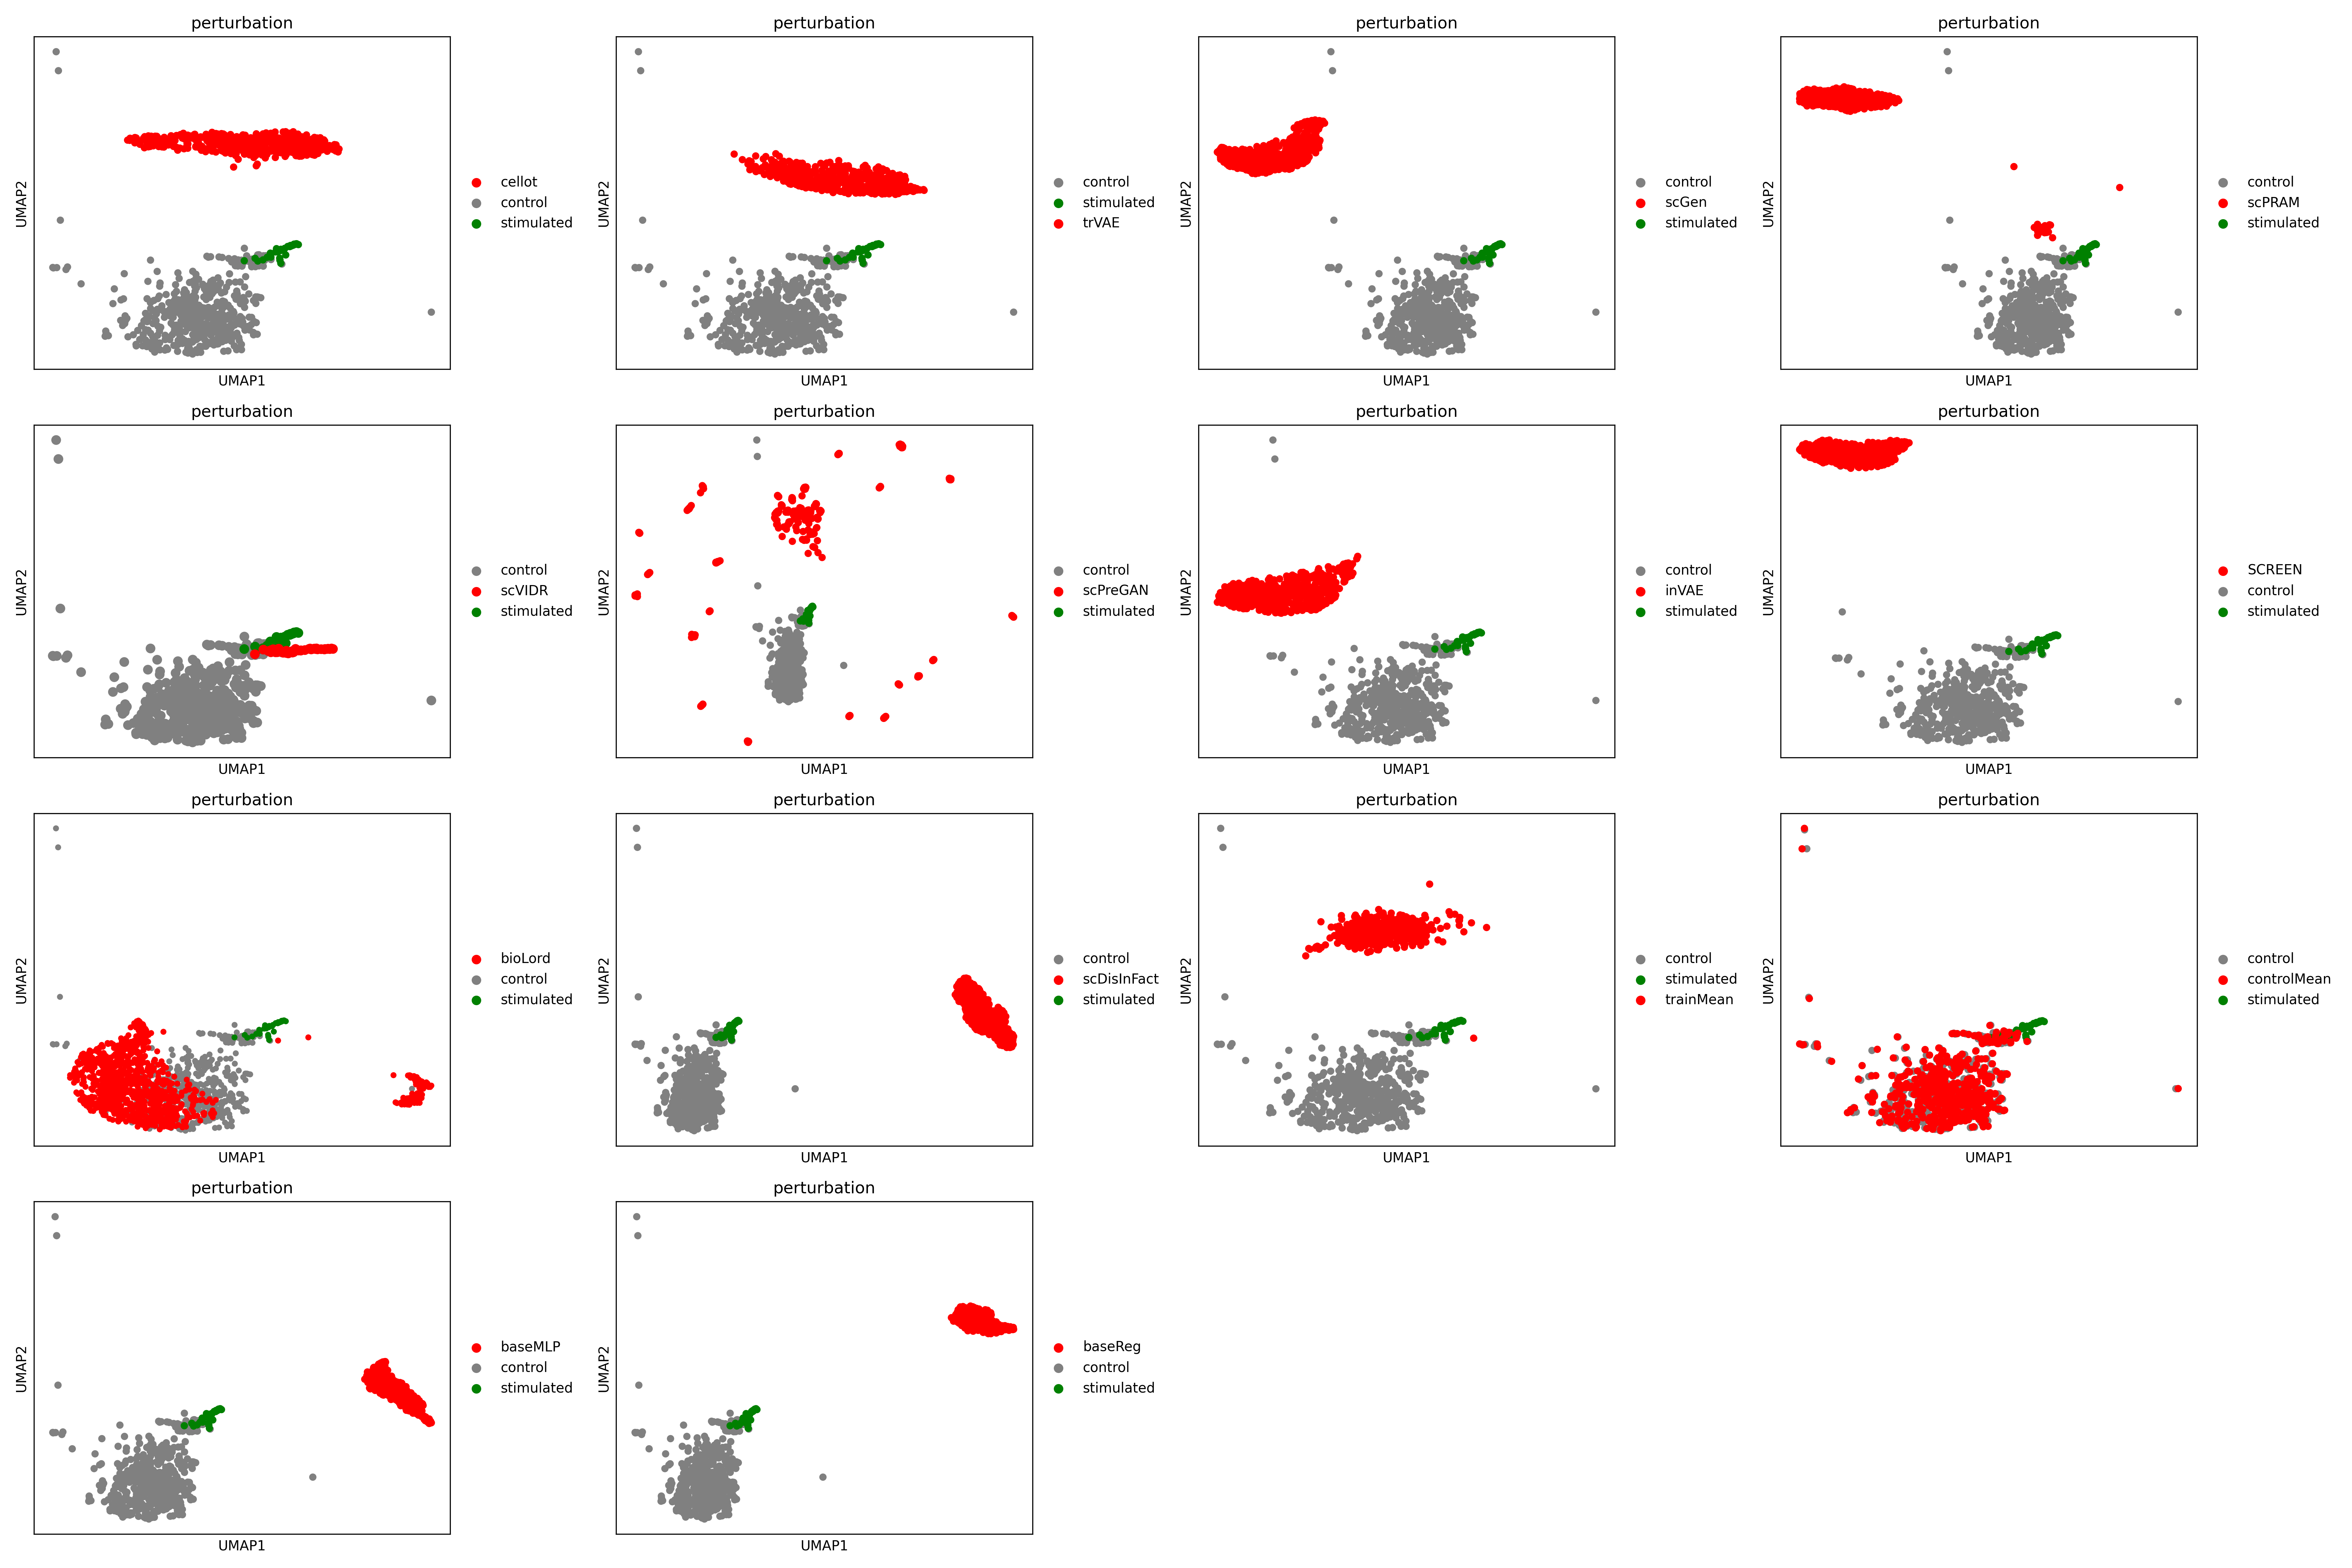 perturbation
UMAP2
cellot
control
stimulated
UMAP1
perturbation
UMAP2
control
stimulated
trVAE
UMAP1
perturbation
UMAP2
control
scGen
stimulated
UMAP1
perturbation
UMAP2
control
scPRAM
stimulated
UMAP1
perturbation
UMAP2
control
scVIDR
stimulated
UMAP1
perturbation
UMAP2
control
scPreGAN
stimulated
UMAP1
perturbation
UMAP2
control
inVAE
stimulated
UMAP1
perturbation
UMAP2
SCREEN
control
stimulated
UMAP1
perturbation
UMAP2
bioLord
control
stimulated
UMAP1
perturbation
UMAP2
control
scDisInFact
stimulated
UMAP1
perturbation
UMAP2
control
stimulated
trainMean
UMAP1
perturbation
UMAP2
control
controlMean
stimulated
UMAP1
perturbation
UMAP2
baseMLP
control
stimulated
UMAP1
perturbation
UMAP2
baseReg
control
stimulated
UMAP1